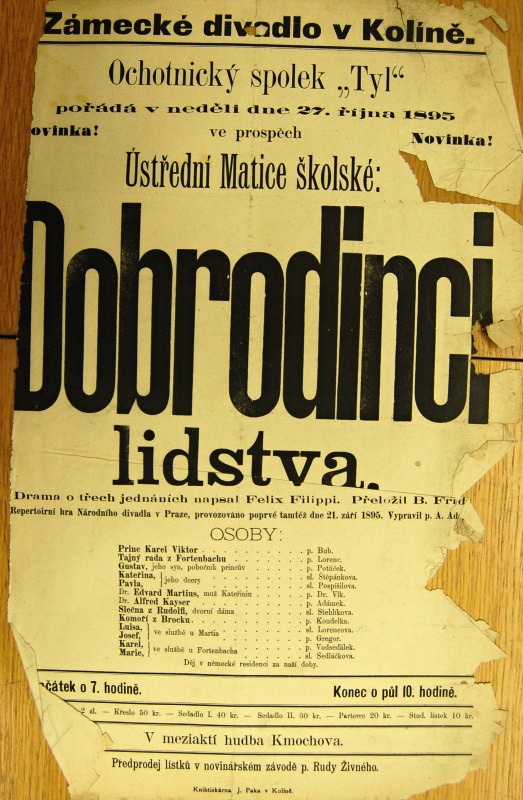 Zámecké divadlo v Kolíně.
Ochotnický spolek „Tyl“
pořádá v neděli dne 27. října 1895
ovinka! ve prospěch Novinka!
Ústřední Matice školské:
Dobrodinci
lidstva.
Drama o třech jednáních napsal Felix Filippi. Přeložil B. Frid
Repertoirní hra Národního divadla v Praze, provozováno poprvé tamtéž dne 21. září 1895. Vypravil p. A. Ad
OSOBY:
Princ Karel Viktor . . . . . . . . . . p. Bub.
Tajný rada z Fortenbachu . . . . . . . . p. Lorenc.
Gustav, jeho syn, pobočník princův . . . . . p. Potůček.
Kateřina, } jeho dcery . . . . . . . . sl. Štěpánkova.
Pavla, sl. Pospíšilova.
Dr. Edvard Martius, muž Kateřinin . . . . . p. Dr. Vlk.
Dr. Alfred Kayser . . . . . . . . . . p. Adámek.
Slečna z Rudolfi, dvorní dáma . . . . . . sl. Stehlíkova.
Komoří z Brocku . . . . . . . . . . p. Koudelka.
Luisa, } ve službě u Martia . . . . . . . sl. Lorencova.
Josef, p. Gregor.
Karel, } ve službě u Fortenbacha . . . . . . p. Vodseďálek.
Marie, sl. Sedláčkova.
Děj v německé residenci za naší doby.
čátek o 7. hodině. Konec o půl 10. hodině.
2 zl. — Křeslo 50 kr. — Sedadlo I. 40 kr. — Sedadlo II. 30 kr. — Parterre 20 kr. — Stud. lístek 10 kr.
V meziaktí hudba Kmochova.
Předprodej lístků v novinářském závodě p. Rudy Živného.
Knihtiskárna J. Paka v Kolíně.